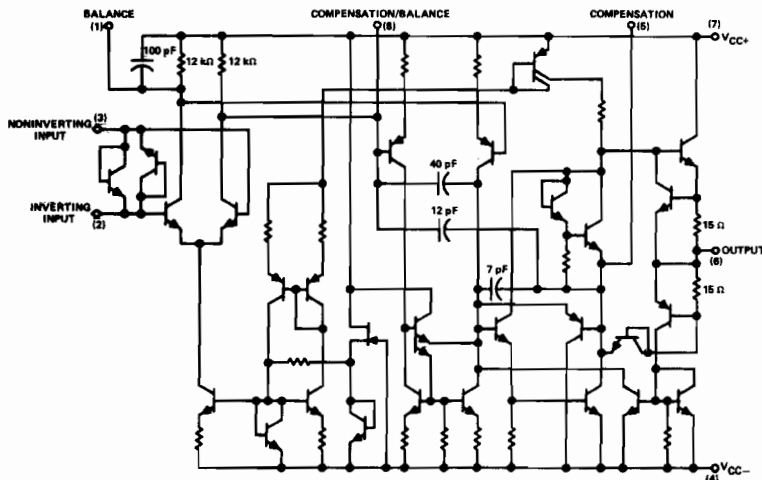 BALANCE
(1)
COMPENSATION/BALANCE
(8)
COMPENSATION
(5)
(7)
VCC+
100 pF
12 kΩ
12 kΩ
NONINVERTING
INPUT
(3)
40 pF
12 pF
INVERTING
INPUT
(2)
15 Ω
OUTPUT
(6)
7 pF
15 Ω
VCC−
(4)